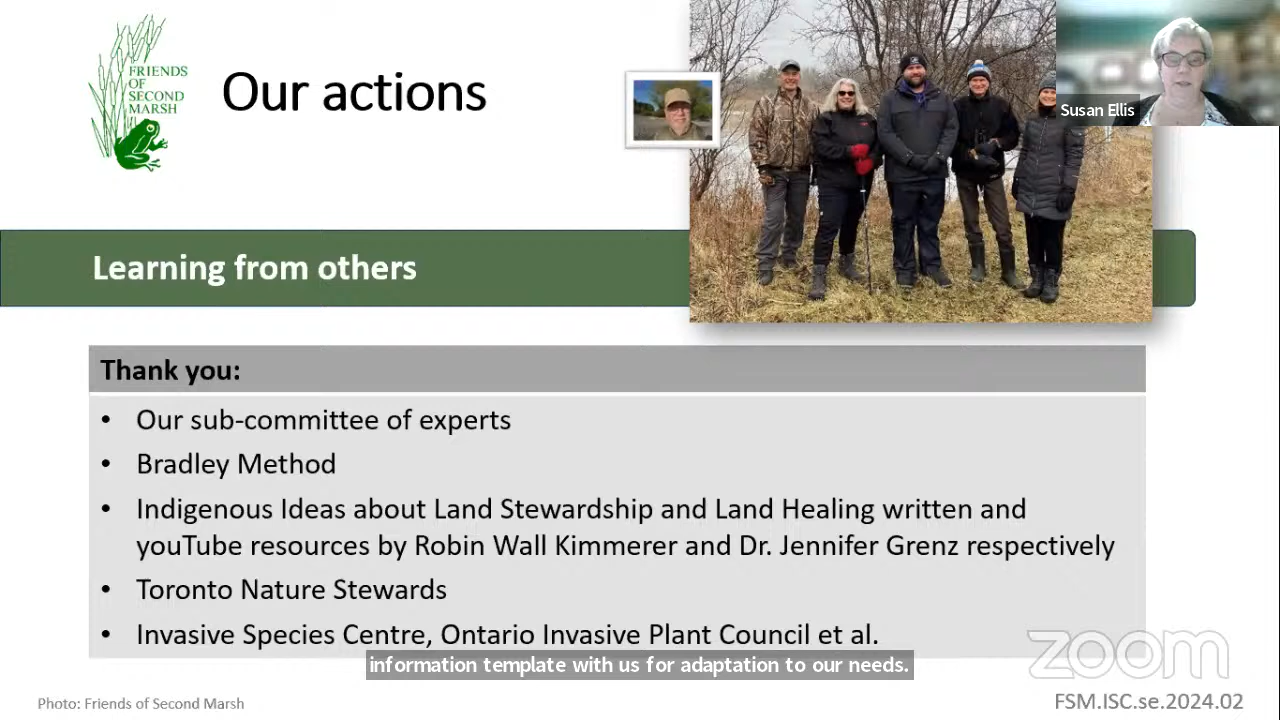 FRIENDS
OF
SECOND
MARSH
Our actions
Susan Ellis
Learning from others
Thank you:
• Our sub-committee of experts
• Bradley Method
• Indigenous Ideas about Land Stewardship and Land Healing written and
youTube resources by Robin Wall Kimmerer and Dr. Jennifer Grenz respectively
• Toronto Nature Stewards
• Invasive Species Centre, Ontario Invasive Plant Council et al.
information template with us for adaptation to our needs.
zoom
Photo: Friends of Second Marsh
FSM.ISC.se.2024.02